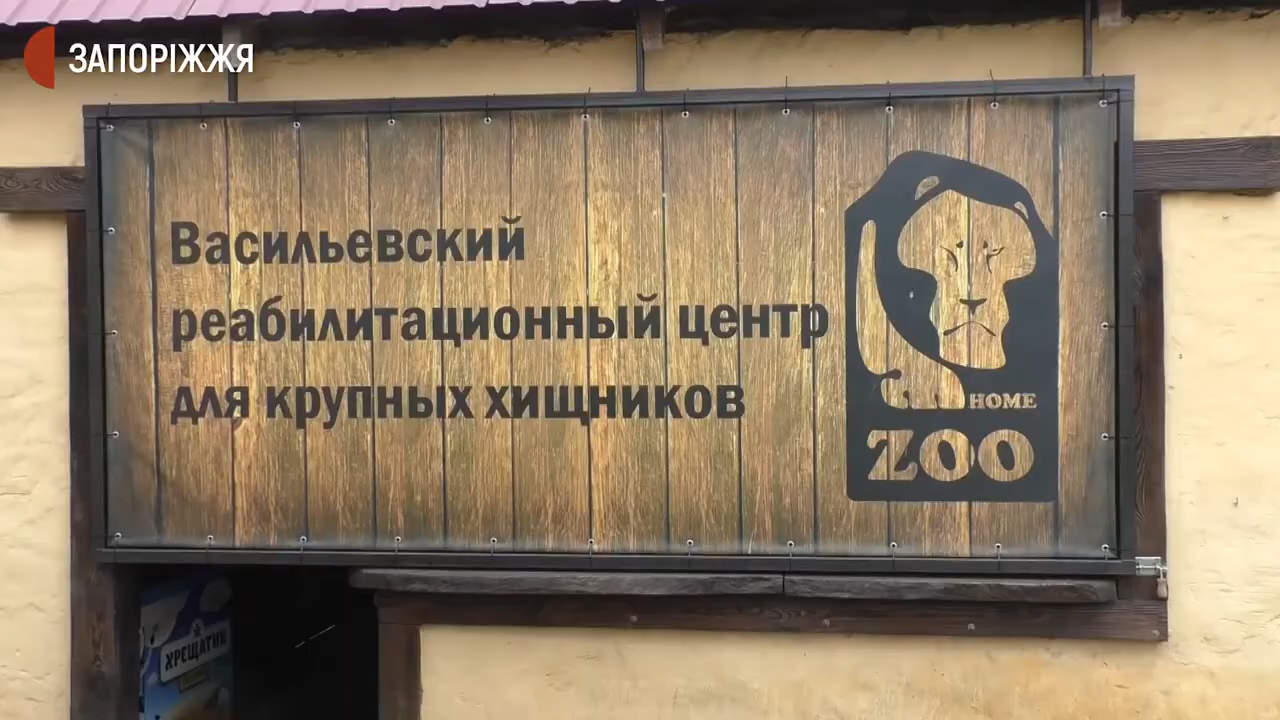 ЗАПОРІЖЖЯ
Васильевский
реабилитационный центр
для крупных хищников
HOME
ZOO
ХРЕЩАТИК